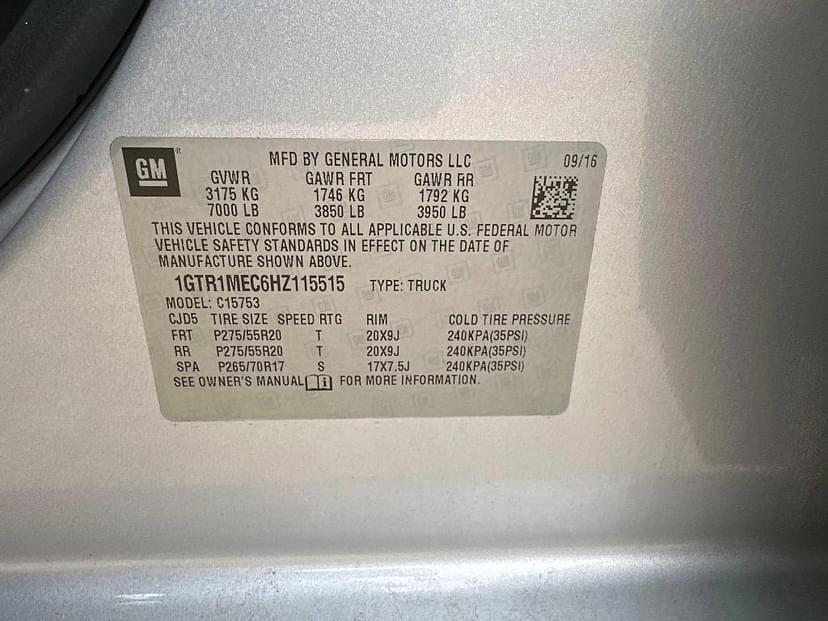 GM
MFD BY GENERAL MOTORS LLC 09/16
GVWR GAWR FRT GAWR RR
3175 KG 1746 KG 1792 KG
7000 LB 3850 LB 3950 LB
THIS VEHICLE CONFORMS TO ALL APPLICABLE U.S. FEDERAL MOTOR
VEHICLE SAFETY STANDARDS IN EFFECT ON THE DATE OF
MANUFACTURE SHOWN ABOVE.
1GTR1MEC6HZ115515 TYPE: TRUCK
MODEL: C15753
CJD5 TIRE SIZE SPEED RTG RIM COLD TIRE PRESSURE
FRT P275/55R20 T 20X9J 240KPA(35PSI)
RR P275/55R20 T 20X9J 240KPA(35PSI)
SPA P265/70R17 S 17X7.5J 240KPA(35PSI)
SEE OWNER'S MANUAL FOR MORE INFORMATION.